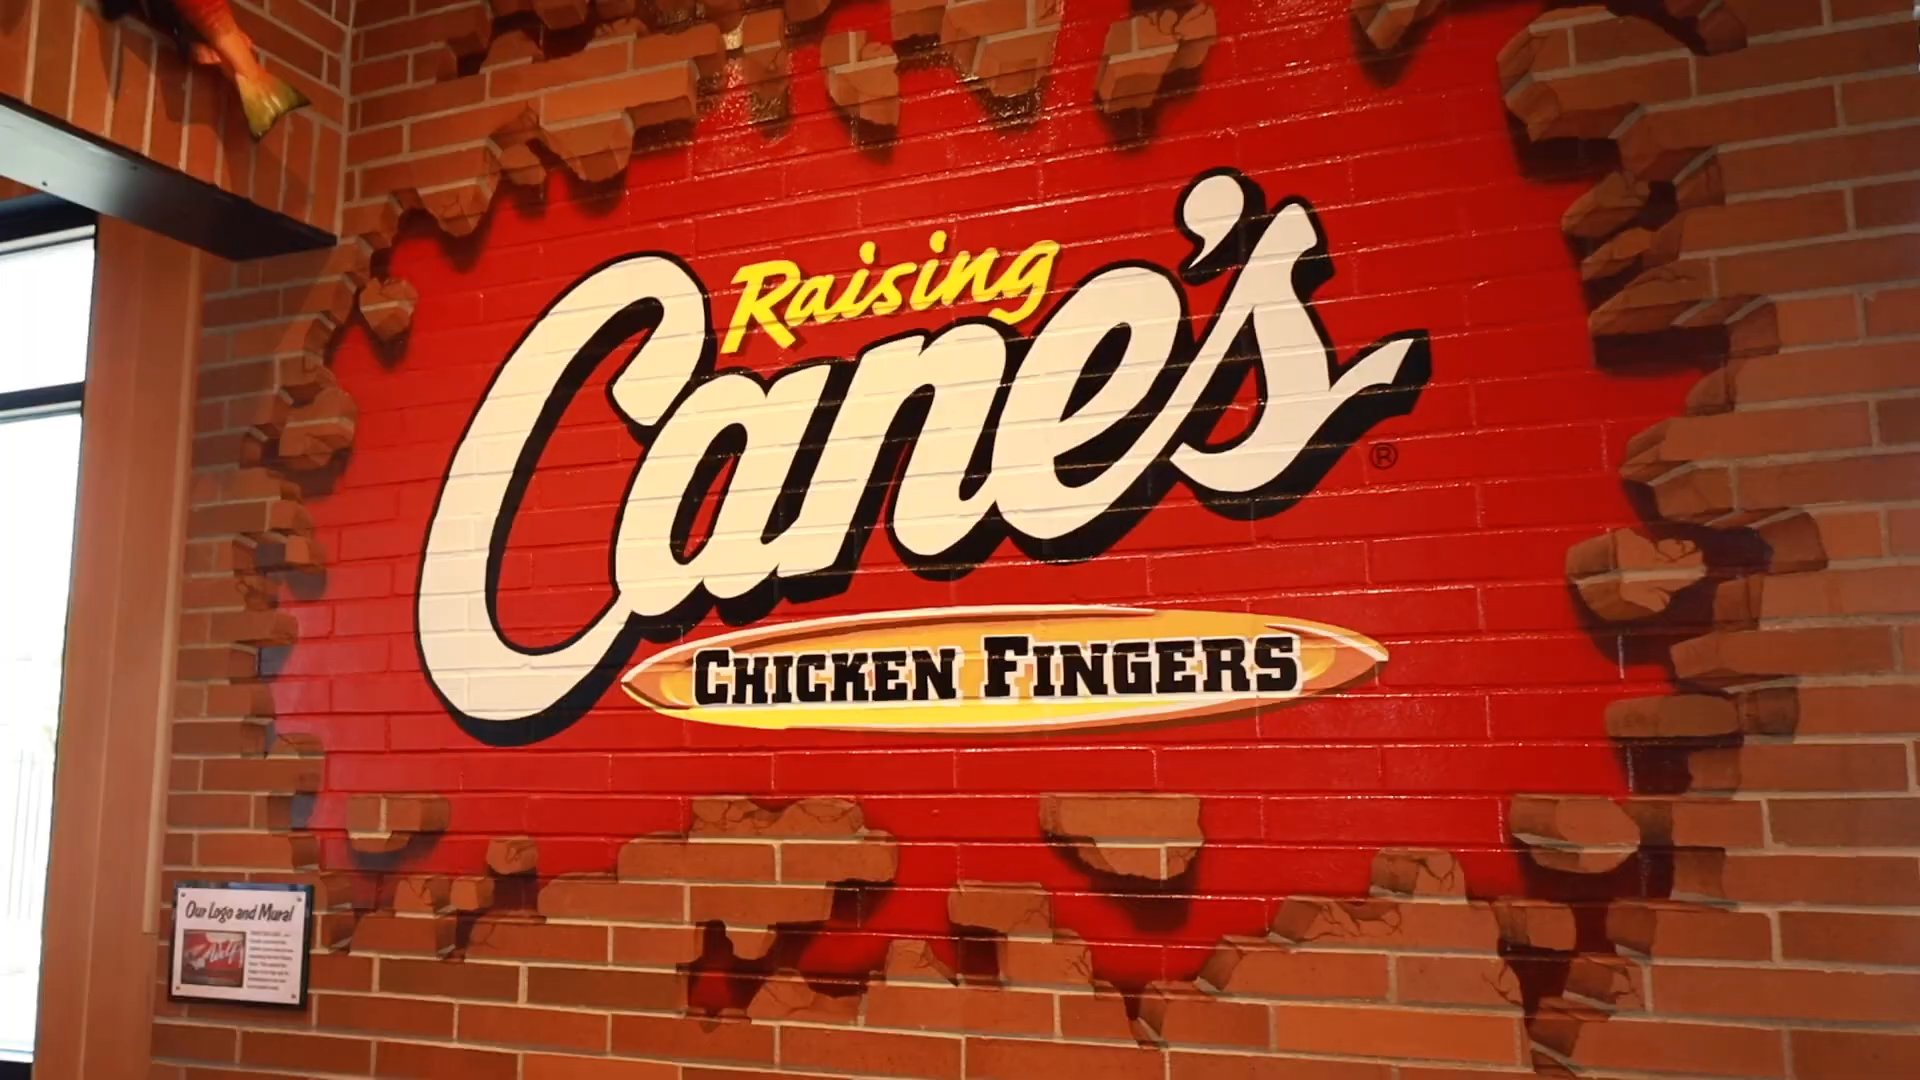 Raising
Cane's
®
CHICKEN FINGERS
Our Logo and Mural